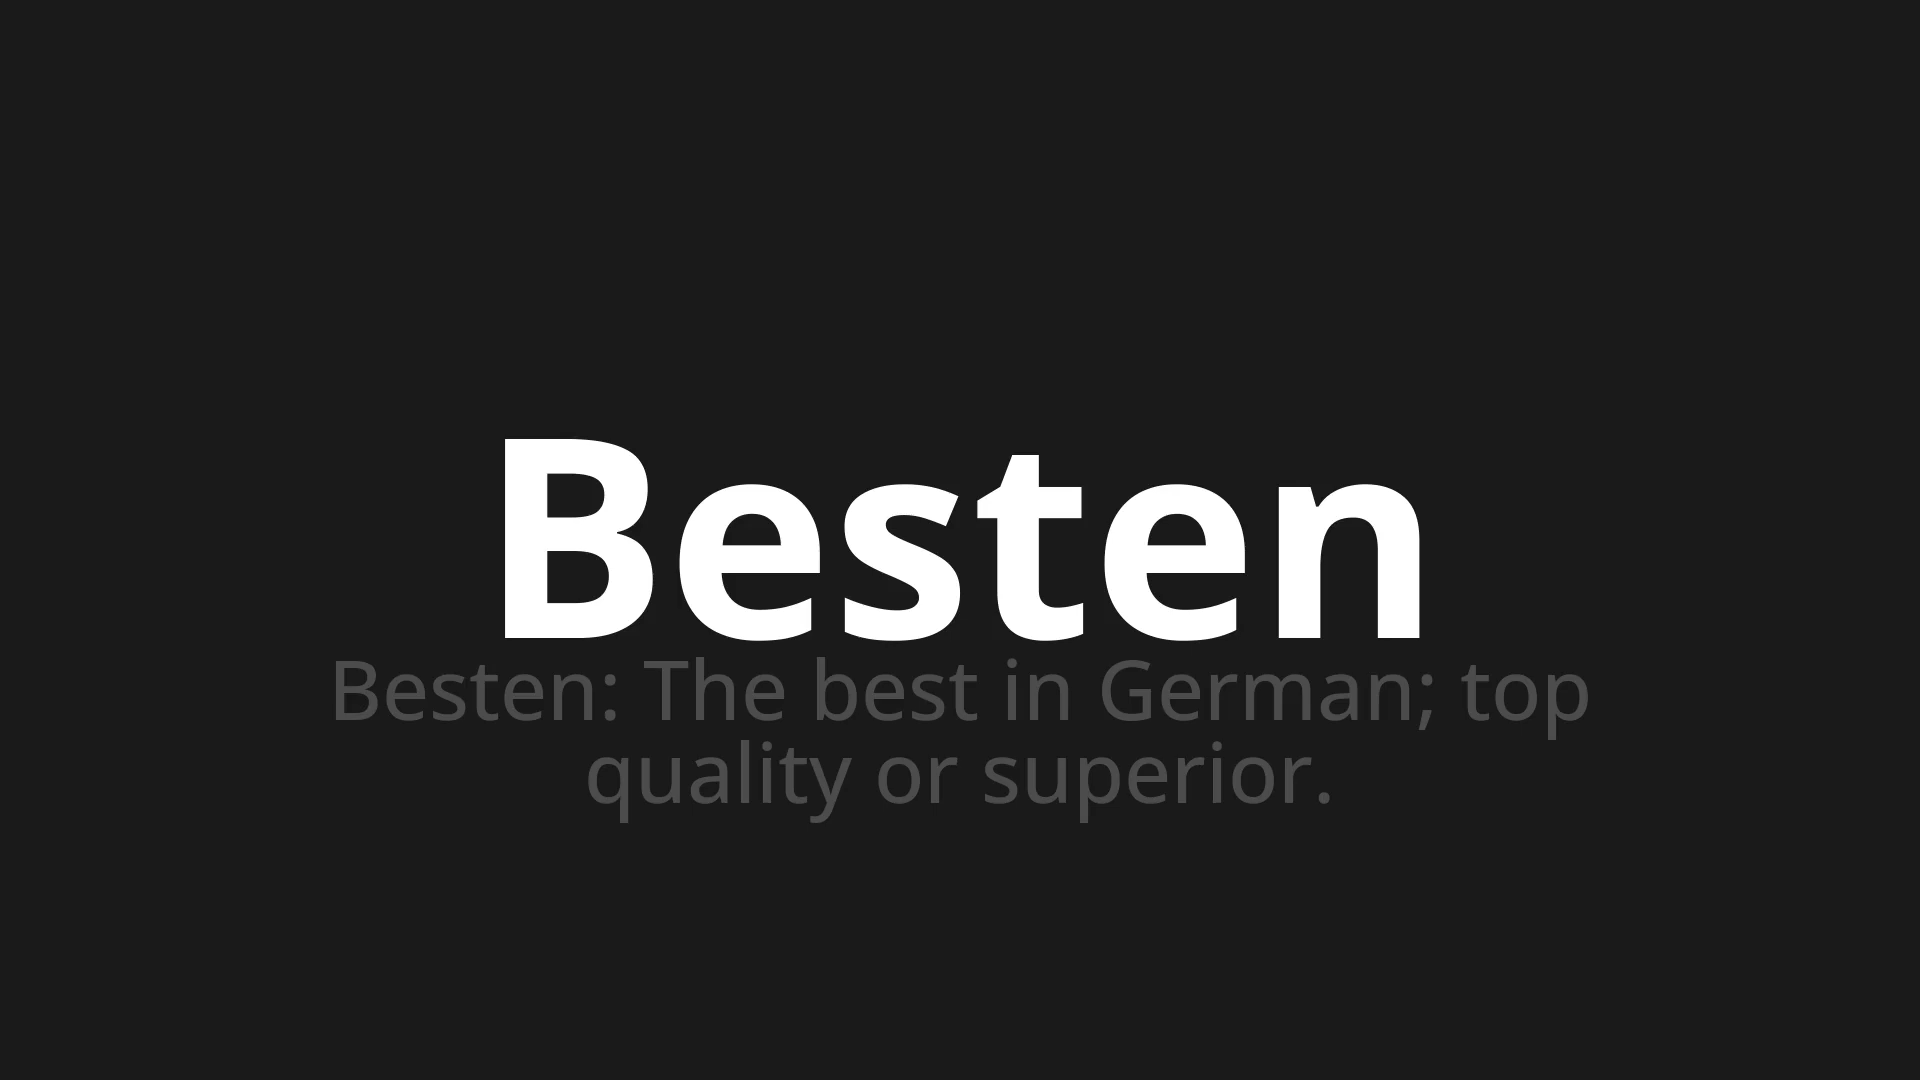 Besten
Besten: The best in German; top
quality or superior.